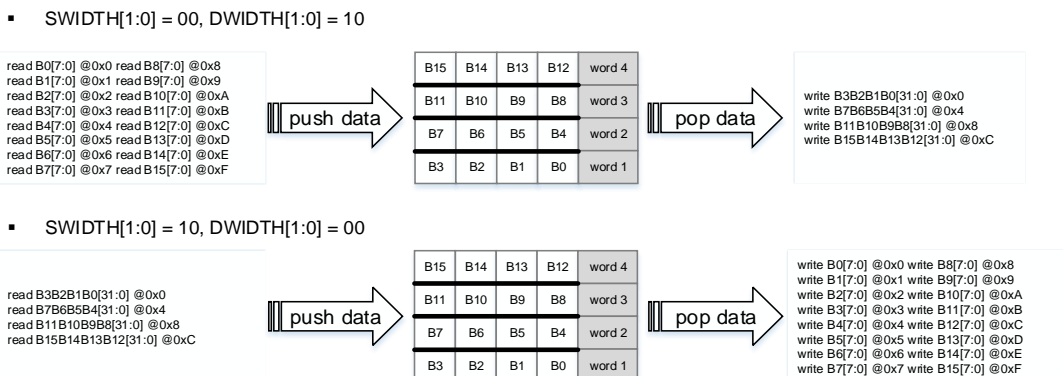 ▪ SWIDTH[1:0] = 00, DWIDTH[1:0] = 10
read B0[7:0] @0x0 read B8[7:0] @0x8
read B1[7:0] @0x1 read B9[7:0] @0x9
read B2[7:0] @0x2 read B10[7:0] @0xA
read B3[7:0] @0x3 read B11[7:0] @0xB
read B4[7:0] @0x4 read B12[7:0] @0xC
read B5[7:0] @0x5 read B13[7:0] @0xD
read B6[7:0] @0x6 read B14[7:0] @0xE
read B7[7:0] @0x7 read B15[7:0] @0xF
push data
B15 B14 B13 B12 word 4
B11 B10 B9 B8 word 3
B7 B6 B5 B4 word 2
B3 B2 B1 B0 word 1
pop data
write B3B2B1B0[31:0] @0x0
write B7B6B5B4[31:0] @0x4
write B11B10B9B8[31:0] @0x8
write B15B14B13B12[31:0] @0xC
▪ SWIDTH[1:0] = 10, DWIDTH[1:0] = 00
read B3B2B1B0[31:0] @0x0
read B7B6B5B4[31:0] @0x4
read B11B10B9B8[31:0] @0x8
read B15B14B13B12[31:0] @0xC
push data
B15 B14 B13 B12 word 4
B11 B10 B9 B8 word 3
B7 B6 B5 B4 word 2
B3 B2 B1 B0 word 1
pop data
write B0[7:0] @0x0 write B8[7:0] @0x8
write B1[7:0] @0x1 write B9[7:0] @0x9
write B2[7:0] @0x2 write B10[7:0] @0xA
write B3[7:0] @0x3 write B11[7:0] @0xB
write B4[7:0] @0x4 write B12[7:0] @0xC
write B5[7:0] @0x5 write B13[7:0] @0xD
write B6[7:0] @0x6 write B14[7:0] @0xE
write B7[7:0] @0x7 write B15[7:0] @0xF